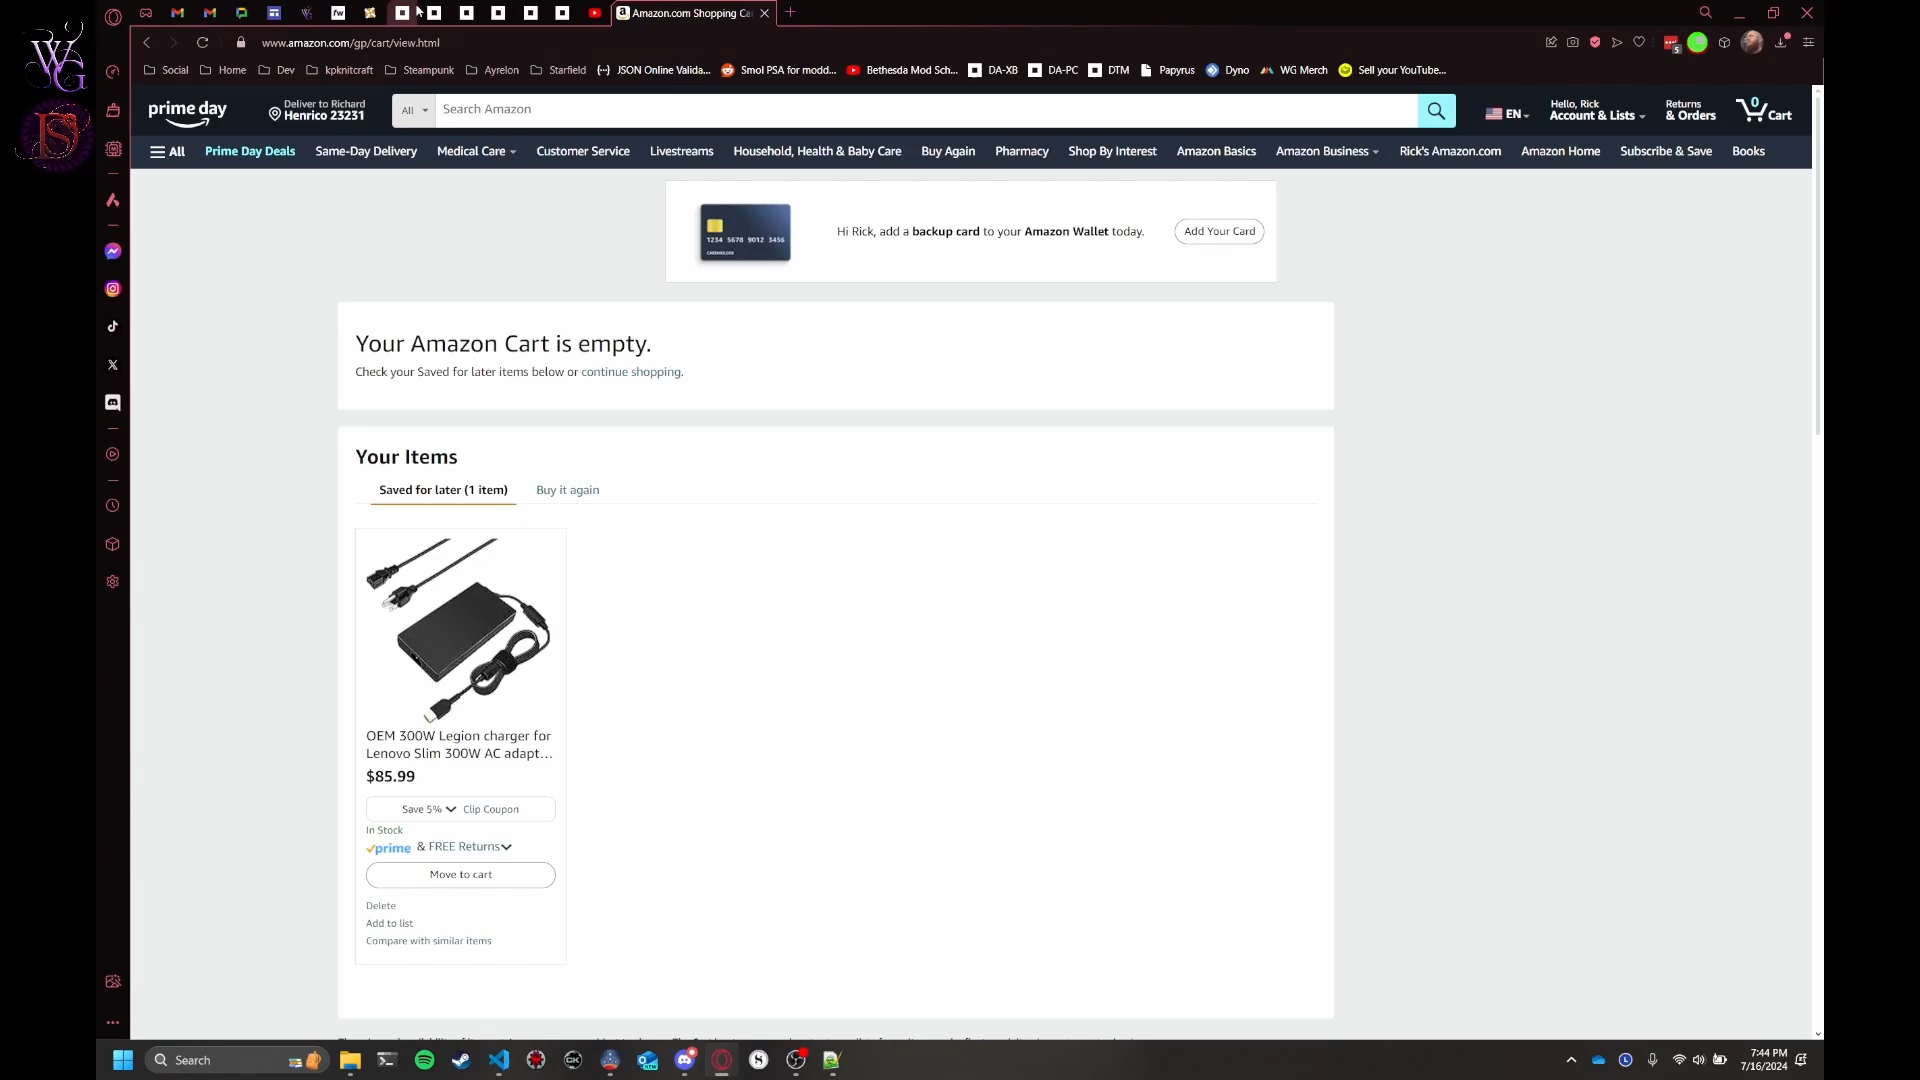 Amazon.com Shopping Ca
www.amazon.com/gp/cart/view.html
5
Social
Home
Dev
kpknitcraft
Steampunk
Ayrelon
Starfield
JSON Online Valida...
Smol PSA for modd...
Bethesda Mod Sch...
DA-XB
DA-PC
DTM
Papyrus
Dyno
WG Merch
Sell your YouTube...
prime day
Deliver to Richard
Henrico 23231
All
Search Amazon
EN
Hello, Rick
Account & Lists
Returns
& Orders
0
Cart
All
Prime Day Deals
Same-Day Delivery
Medical Care
Customer Service
Livestreams
Household, Health & Baby Care
Buy Again
Pharmacy
Shop By Interest
Amazon Basics
Amazon Business
Rick's Amazon.com
Amazon Home
Subscribe & Save
Books
1234 5678 9012 3456
CARDHOLDER
Hi Rick, add a backup card to your Amazon Wallet today.
Add Your Card
Your Amazon Cart is empty.
Check your Saved for later items below or continue shopping.
Your Items
Saved for later (1 item)
Buy it again
OEM 300W Legion charger for
Lenovo Slim 300W AC adapt...
$85.99
Save 5%
Clip Coupon
In Stock
prime & FREE Returns
Move to cart
Delete
Add to list
Compare with similar items
Search
7:44 PM
7/16/2024